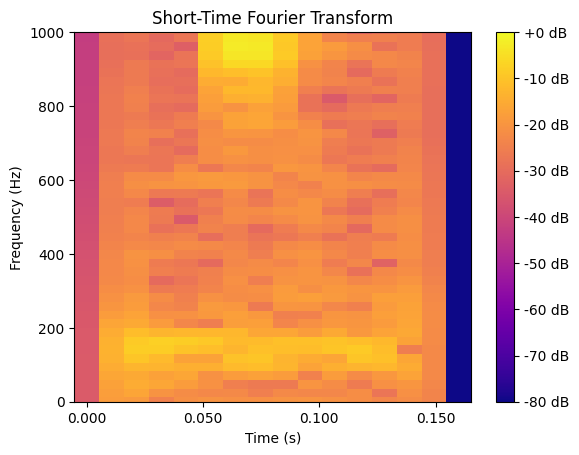 Short-Time Fourier Transform
1000
800
600
400
200
0
Frequency (Hz)
0.000
0.050
0.100
0.150
Time (s)
+0 dB
-10 dB
-20 dB
-30 dB
-40 dB
-50 dB
-60 dB
-70 dB
-80 dB